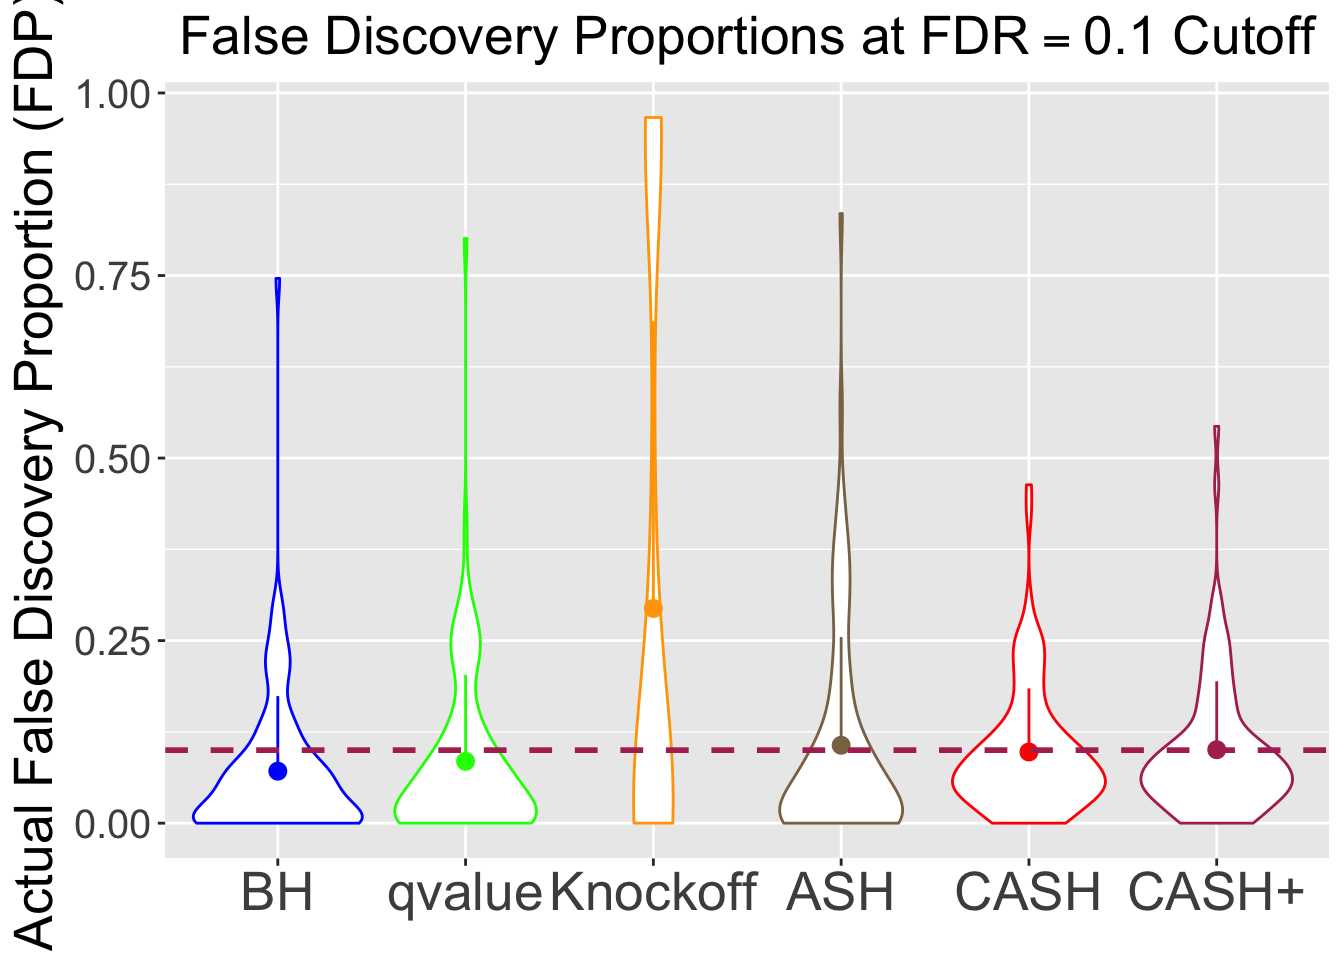 False Discovery Proportions at FDR = 0.1 Cutoff
Actual False Discovery Proportion (FDP)
1.00
0.75
0.50
0.25
0.00
BH qvalue Knockoff ASH CASH CASH+